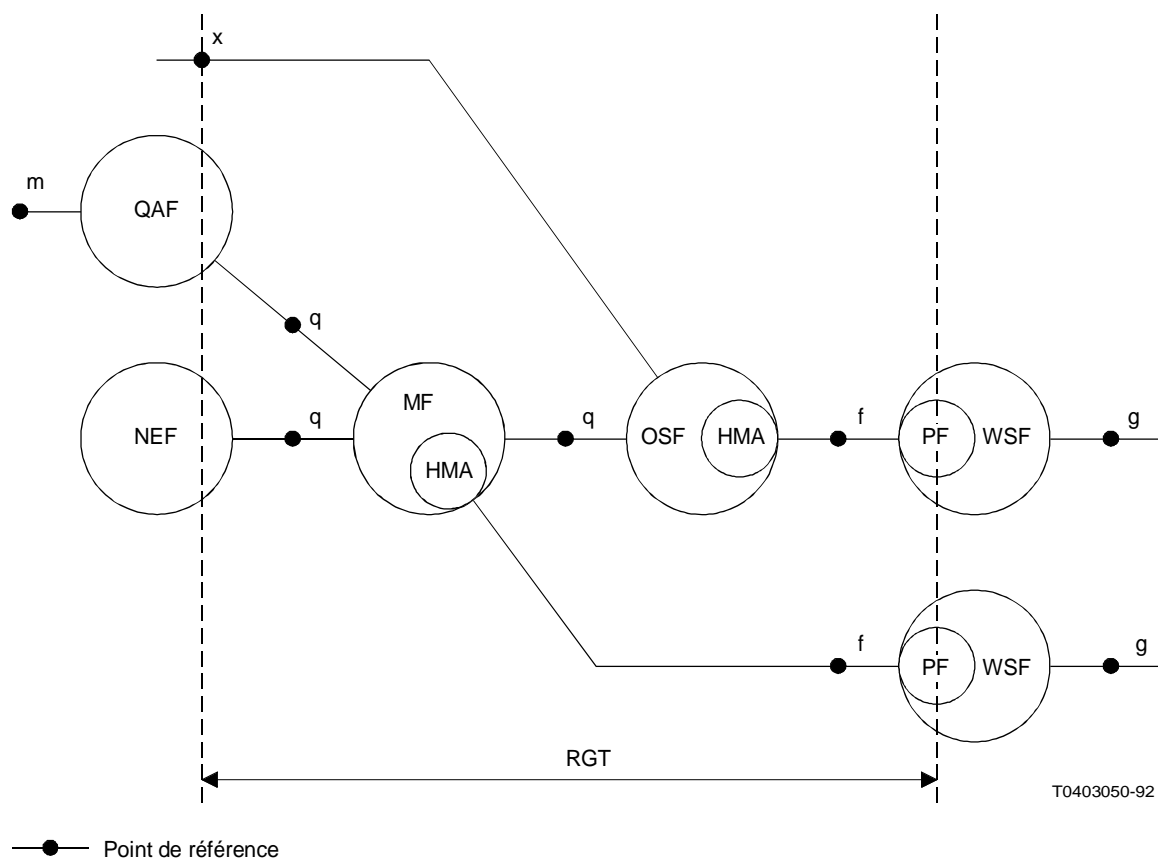 x
m
QAF
q
NEF
q
MF
HMA
q
OSF
HMA
f
PF
WSF
g
f
PF
WSF
g
RGT
T0403050-92
Point de référence